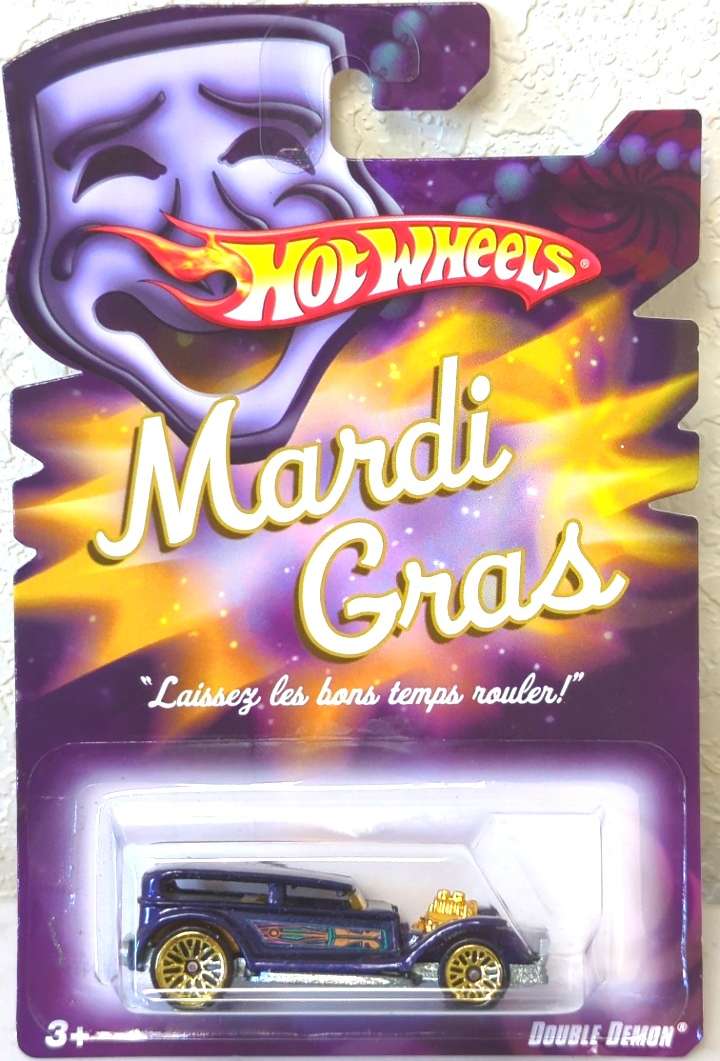 HOT WHEELS®
Mardi
Gras
"Laissez les bons temps rouler!"
3+
DOUBLE DEMON®